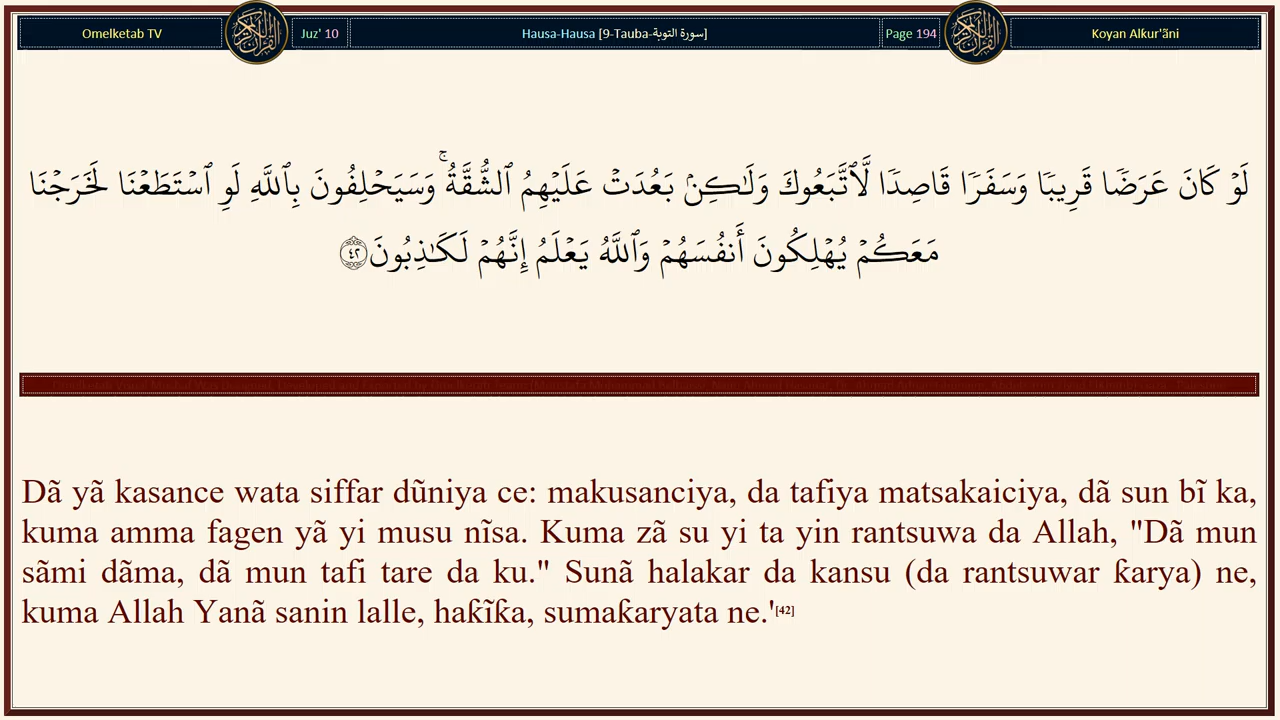 Omelketab TV
Juz' 10
Hausa-Hausa [9-Tauba-سورة التوبة]
Page 194
Koyan Alƙur'ãni
لَوۡ كَانَ عَرَضٗا قَرِيبٗا وَسَفَرٗا قَاصِدٗا لَّٱتَّبَعُوكَ وَلَٰكِنۢ بَعُدَتۡ عَلَيۡهِمُ ٱلشُّقَّةُۚ وَسَيَحۡلِفُونَ بِٱللَّهِ لَوِ ٱسۡتَطَعۡنَا لَخَرَجۡنَا
مَعَكُمۡ يُهۡلِكُونَ أَنفُسَهُمۡ وَٱللَّهُ يَعۡلَمُ إِنَّهُمۡ لَكَٰذِبُونَ ٤٢
Dã yã kasance wata siffar dũniya ce: makusanciya, da tafiya matsakaiciya, dã sun bĩ ka,
kuma amma fagen yã yi musu nĩsa. Kuma zã su yi ta yin rantsuwa da Allah, "Dã mun
sãmi dãma, dã mun tafi tare da ku." Sunã halakar da kansu (da rantsuwar ƙarya) ne,
kuma Allah Yanã sanin lalle, haƙĩƙa, sumaƙaryata ne.'[42]